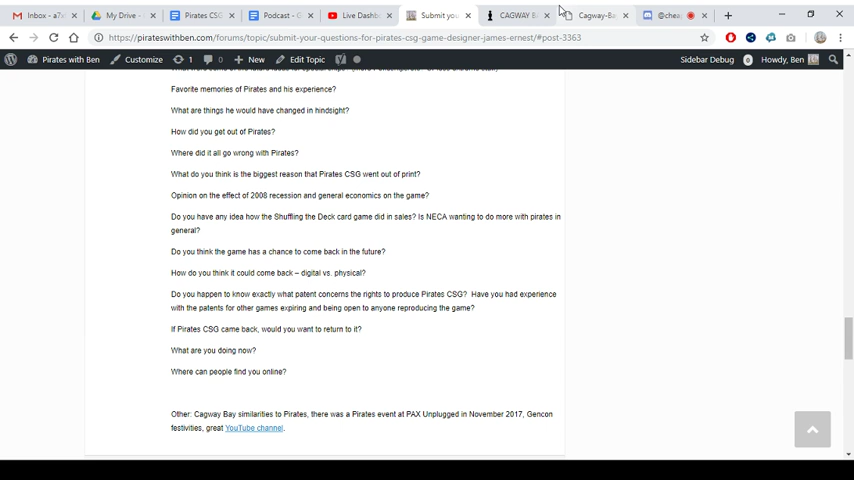 Inbox - a7x
My Drive -
Pirates CSG
Podcast - G
Live Dashb
Submit you
CAGWAY B
Cagway-Ba
@chea
https://pirateswithben.com/forums/topic/submit-your-questions-for-pirates-csg-game-designer-james-ernest/#post-3363
Pirates with Ben
Customize
1
0
New
Edit Topic
Sidebar Debug
0
Howdy, Ben
Favorite memories of Pirates and his experience?
What are things he would have changed in hindsight?
How did you get out of Pirates?
Where did it all go wrong with Pirates?
What do you think is the biggest reason that Pirates CSG went out of print?
Opinion on the effect of 2008 recession and general economics on the game?
Do you have any idea how the Shuffling the Deck card game did in sales? Is NECA wanting to do more with pirates in
general?
Do you think the game has a chance to come back in the future?
How do you think it could come back – digital vs. physical?
Do you happen to know exactly what patent concerns the rights to produce Pirates CSG?  Have you had experience
with the patents for other games expiring and being open to anyone reproducing the game?
If Pirates CSG came back, would you want to return to it?
What are you doing now?
Where can people find you online?
Other: Cagway Bay similarities to Pirates, there was a Pirates event at PAX Unplugged in November 2017, Gencon
festivities, great YouTube channel.